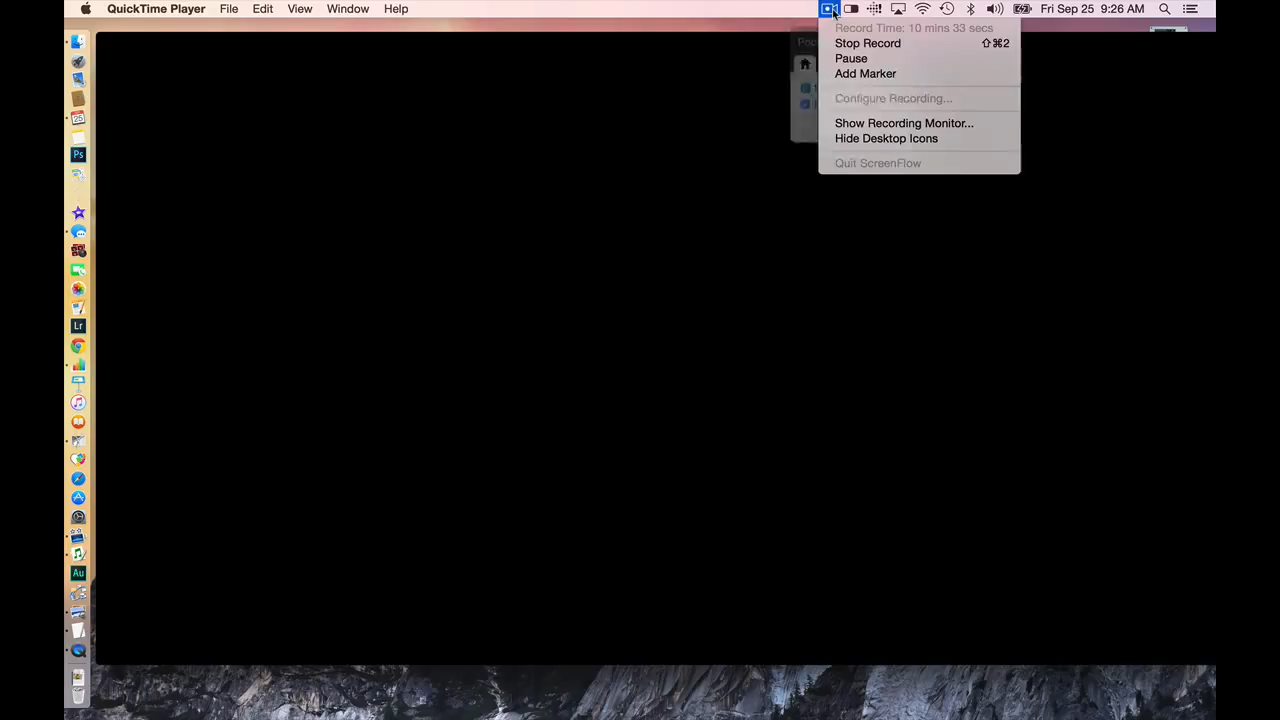 QuickTime Player File Edit View Window Help Fri Sep 25 9:26 AM
Record Time: 10 mins 33 secs
Stop Record ⇧⌘2
Pause
Add Marker
Configure Recording...
Show Recording Monitor...
Hide Desktop Icons
Quit ScreenFlow
25
Ps
Lr
Au